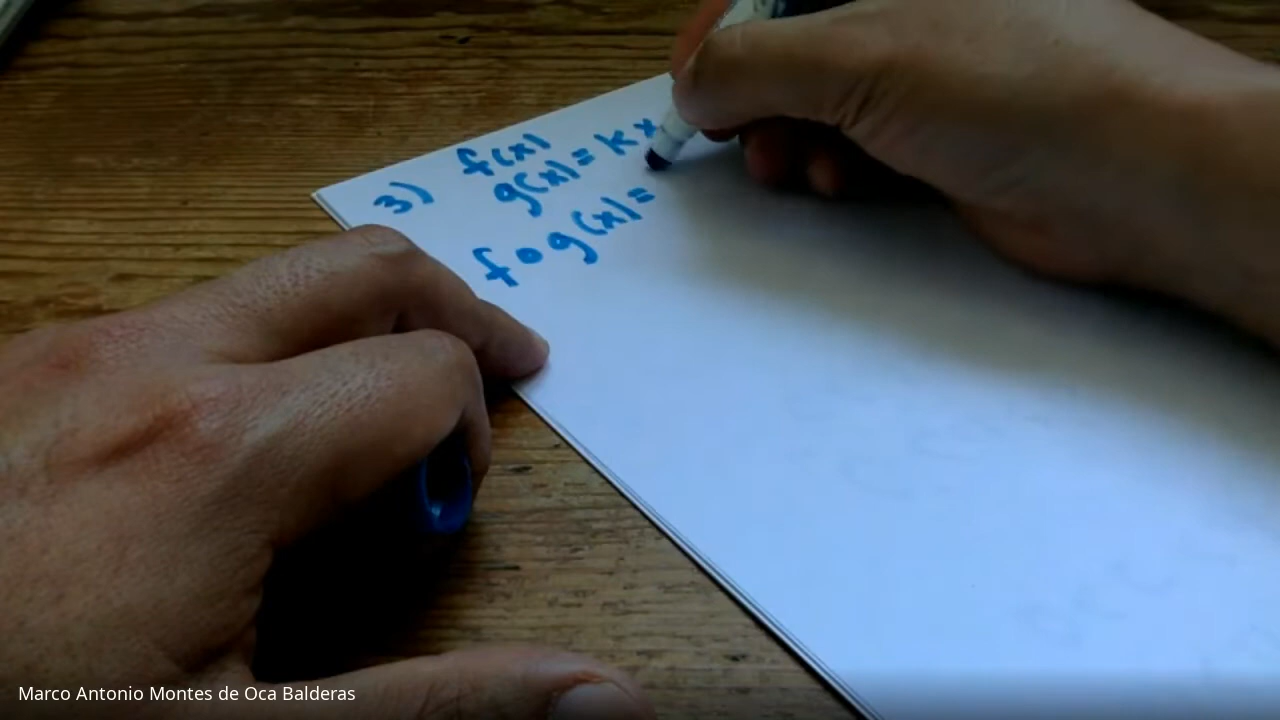 3) f(x)
g(x) = kx
f o g(x) =
Marco Antonio Montes de Oca Balderas